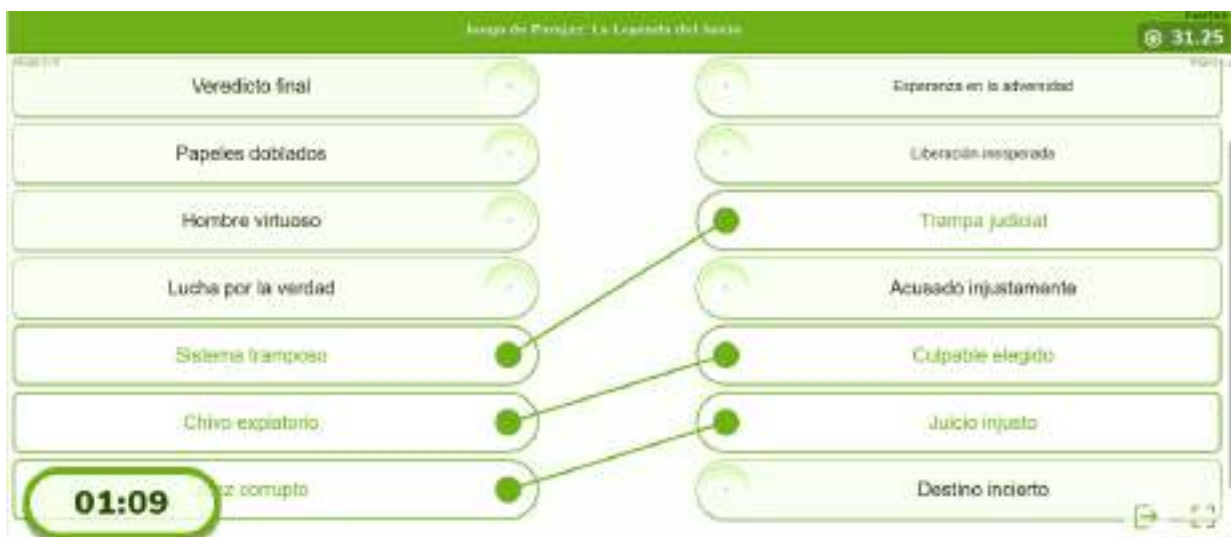 Juego de Parejas: La Leyenda del Juicio
31.25
Veredicto final
Esperanza en la adversidad
Papeles doblados
Liberación inesperada
Hombre virtuoso
Trampa judicial
Lucha por la verdad
Acusado injustamente
Sistema tramposo
Culpable elegido
Chivo expiatorio
Juicio injusto
corrupto
Destino incierto
01:09